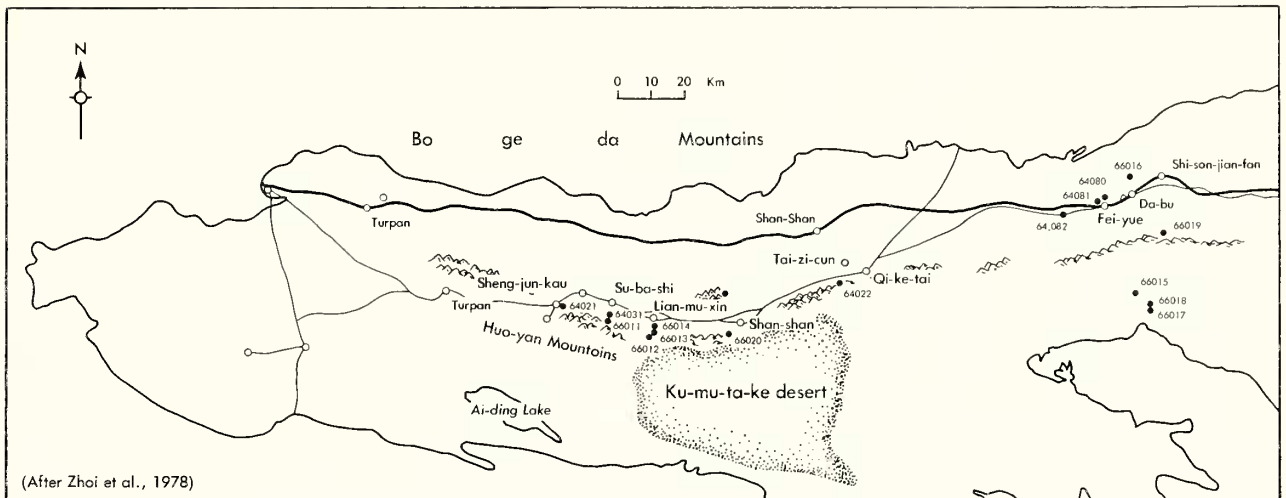 N
0 10 20 Km
Bo ge da Mountains
Shi-son-jian-fan
66016
64080
64081
Da-bu
Turpan
Shan-Shan
Fei-yue
64,082
66019
Tai-zi-cun
Qi-ke-tai
Sheng-jun-kau
Su-ba-shi
64022
66015
Turpan
Lian-mu-xin
64021
64031
66018
66011
66014
Shan-shan
66017
Huo-yan Mountoins
66013
66020
66012
Ku-mu-ta-ke desert
Ai-ding Lake
(After Zhoi et al., 1978)